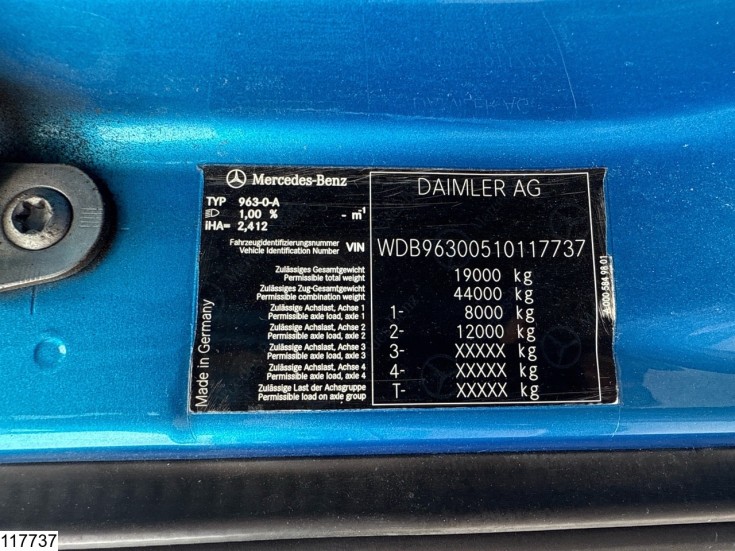 Mercedes-Benz
DAIMLER AG
TYP 963-0-A
1,00 % - m⁻¹
iHA= 2,412
Fahrzeugidentifizierungsnummer
Vehicle Identification Number VIN WDB96300510117737
Zulässiges Gesamtgewicht
Permissible total weight 19000 kg
Zulässiges Zug-Gesamtgewicht
Permissible combination weight 44000 kg
Zulässige Achslast, Achse 1
Permissible axle load, axle 1 1- 8000 kg
Zulässige Achslast, Achse 2
Permissible axle load, axle 2 2- 12000 kg
Zulässige Achslast, Achse 3
Permissible axle load, axle 3 3- XXXXX kg
Zulässige Achslast, Achse 4
Permissible axle load, axle 4 4- XXXXX kg
Zulässige Last der Achsgruppe
Permissible load on axle group T- XXXXX kg
Made in Germany
117737